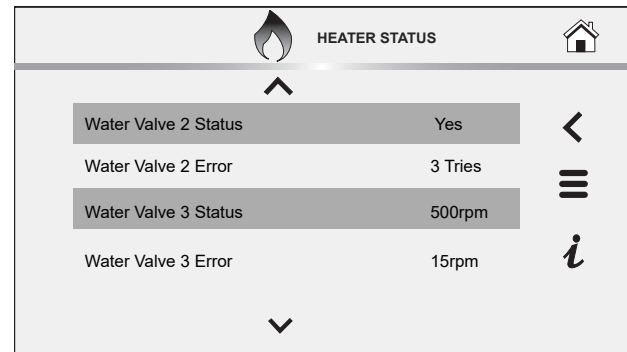 HEATER STATUS
Water Valve 2 Status Yes
Water Valve 2 Error 3 Tries
Water Valve 3 Status 500rpm
Water Valve 3 Error 15rpm
i